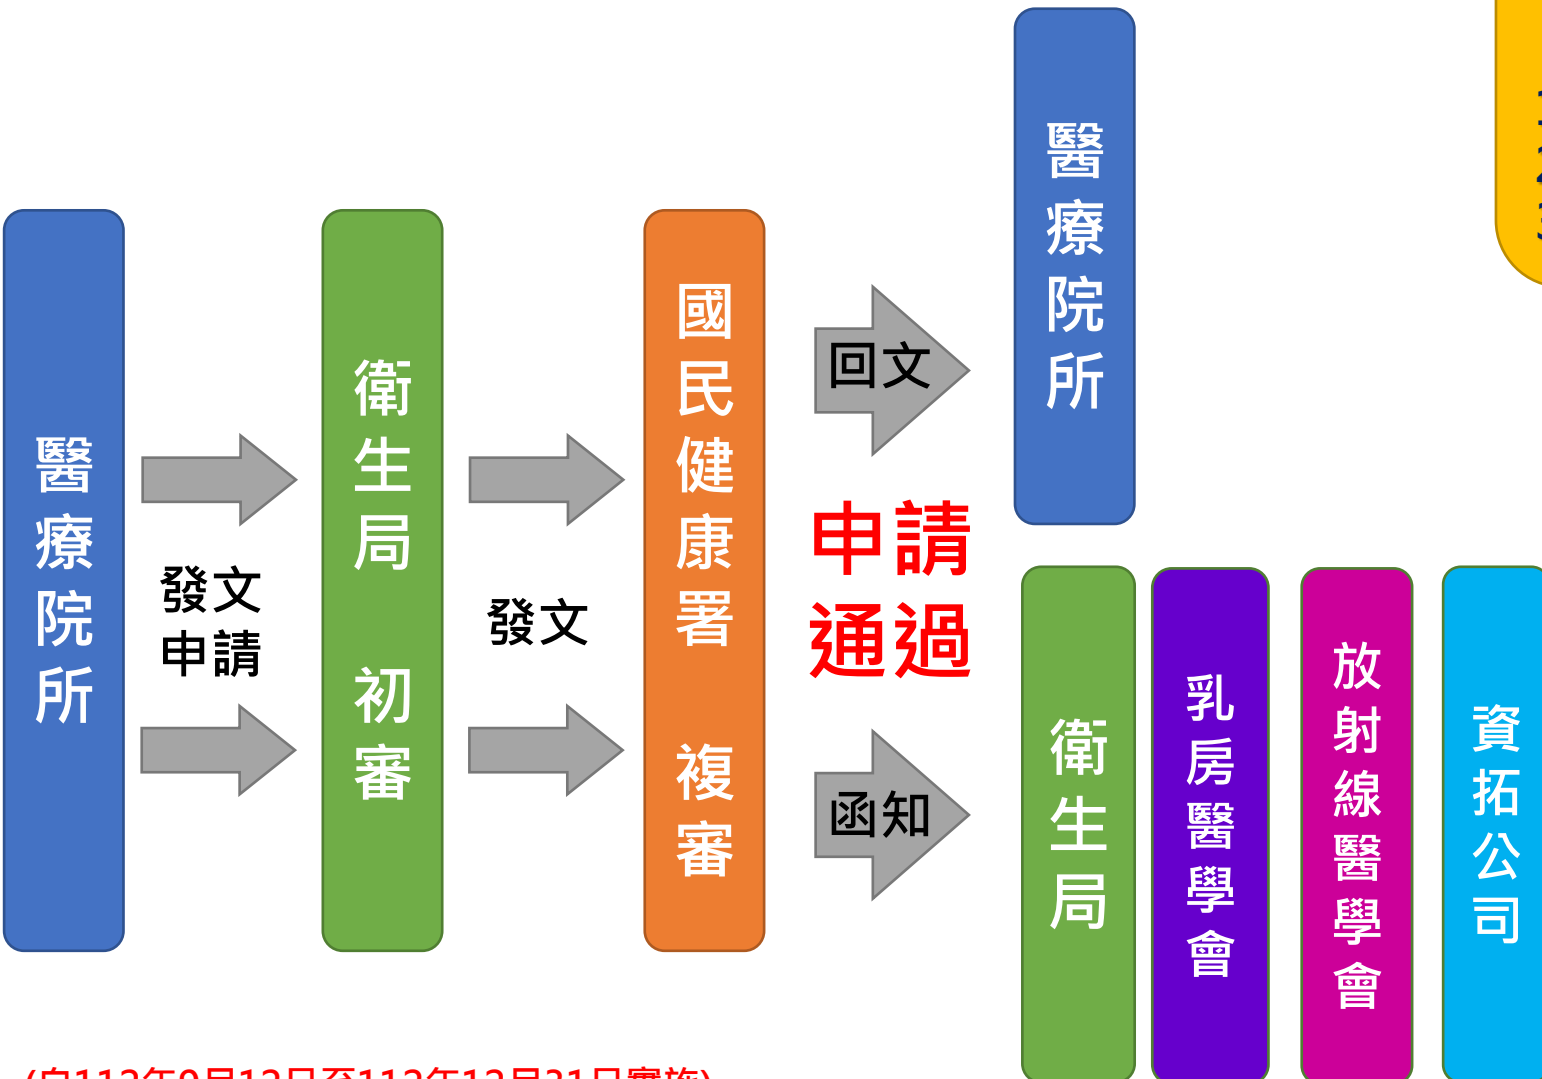 醫療院所
發文
申請
衛生局 初審
發文
國民健康署 複審
回文
申請
通過
函知
醫療院所
衛生局
乳房醫學會
放射線醫學會
資拓公司